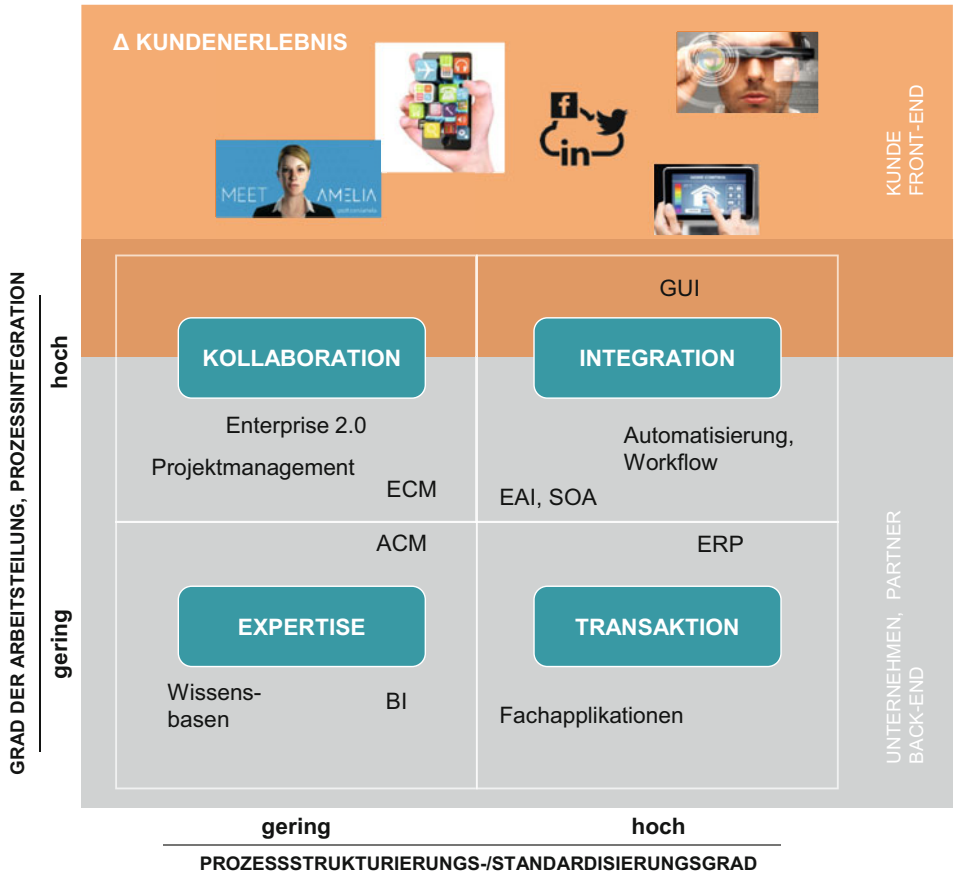 Δ KUNDENERLEBNIS
MEET AMELIA
f
in
KUNDE
FRONT-END
GRAD DER ARBEITSTEILUNG, PROZESSINTEGRATION
hoch
gering
GUI
KOLLABORATION
INTEGRATION
Enterprise 2.0
Projektmanagement
ECM
Automatisierung,
Workflow
EAI, SOA
ACM
ERP
EXPERTISE
TRANSAKTION
Wissens-
basen
BI
Fachapplikationen
UNTERNEHMEN, PARTNER
BACK-END
gering
hoch
PROZESSSTRUKTURIERUNGS-/STANDARDISIERUNGSGRAD